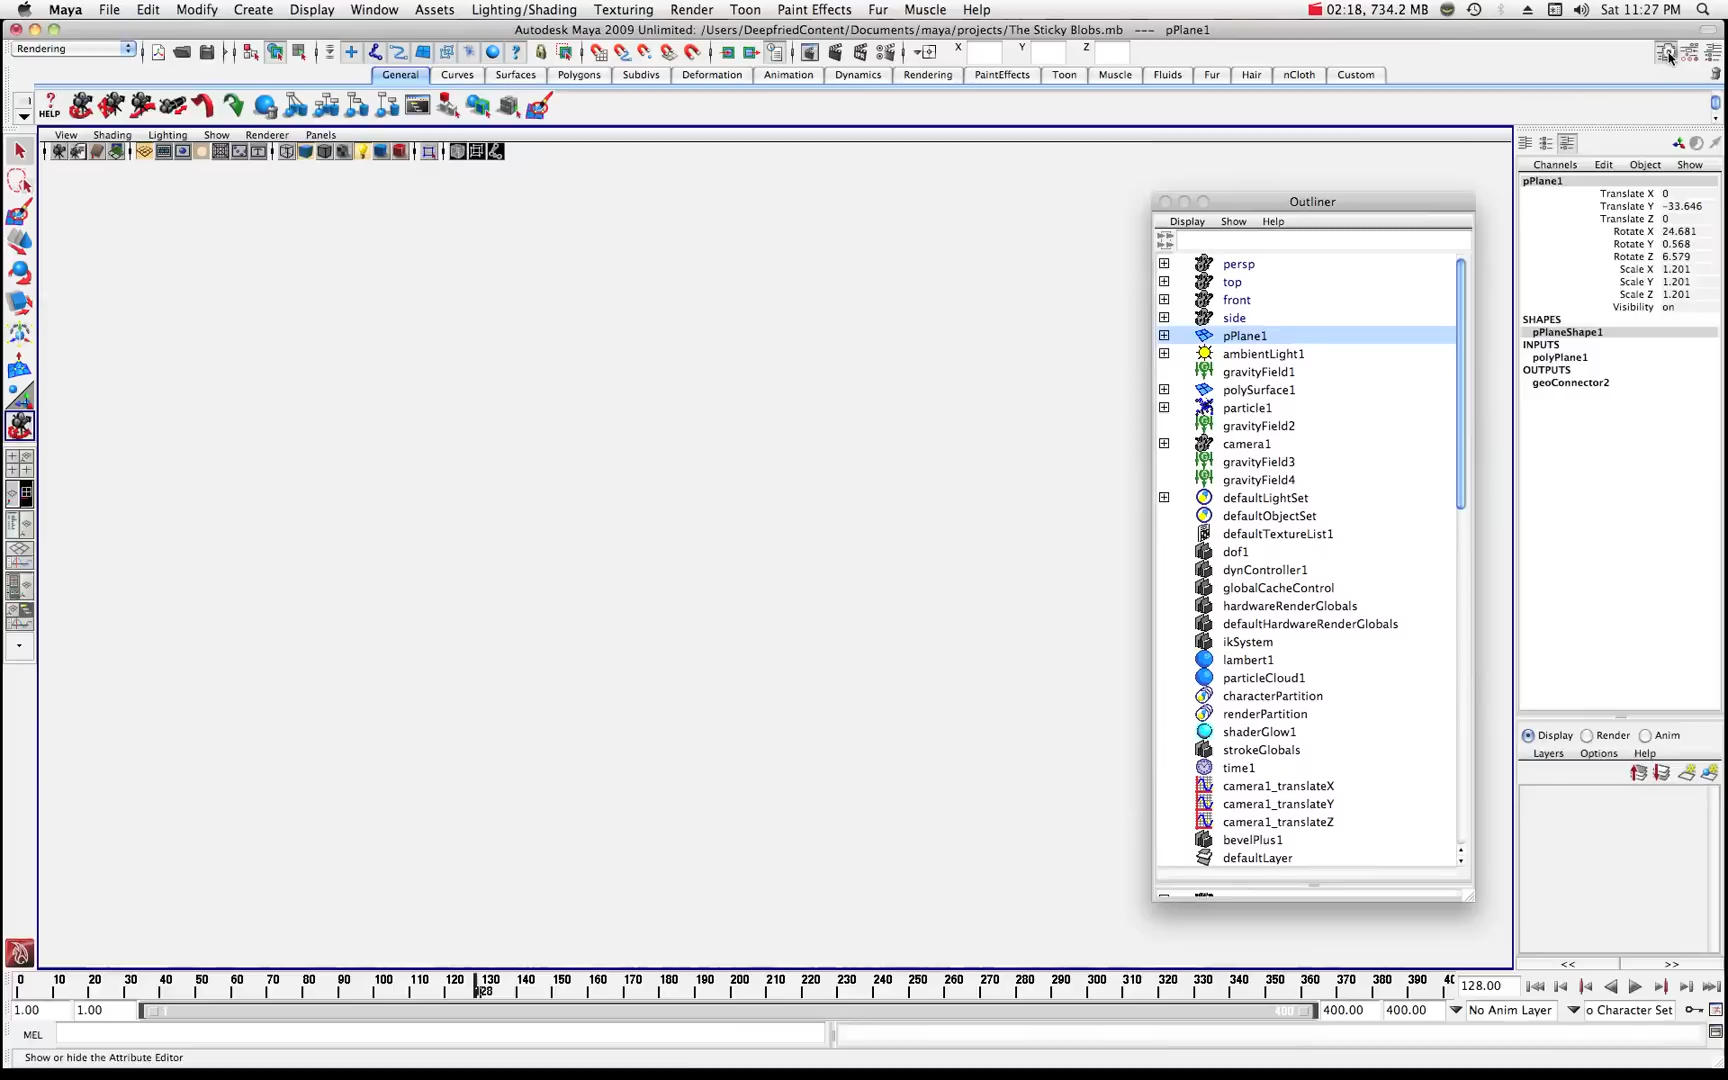 Maya File Edit Modify Create Display Window Assets Lighting/Shading Texturing Render Toon Paint Effects Fur Muscle Help 02:18, 734.2 MB Sat 11:27 PM
Autodesk Maya 2009 Unlimited: /Users/DeepfriedContent/Documents/maya/projects/The Sticky Blobs.mb --- pPlane1
Rendering X Y Z
General Curves Surfaces Polygons Subdivs Deformation Animation Dynamics Rendering PaintEffects Toon Muscle Fluids Fur Hair nCloth Custom
HELP
View Shading Lighting Show Renderer Panels
Channels Edit Object Show
pPlane1
Translate X 0
Translate Y -33.646
Translate Z 0
Rotate X 24.681
Rotate Y 0.568
Rotate Z 6.579
Scale X 1.201
Scale Y 1.201
Scale Z 1.201
Visibility on
SHAPES
pPlaneShape1
INPUTS
polyPlane1
OUTPUTS
geoConnector2
Outliner
Display Show Help
persp
top
front
side
pPlane1
ambientLight1
gravityField1
polySurface1
particle1
gravityField2
camera1
gravityField3
gravityField4
defaultLightSet
defaultObjectSet
defaultTextureList1
dof1
dynController1
globalCacheControl
hardwareRenderGlobals
defaultHardwareRenderGlobals
ikSystem
lambert1
particleCloud1
characterPartition
renderPartition
shaderGlow1
strokeGlobals
time1
camera1_translateX
camera1_translateY
camera1_translateZ
bevelPlus1
defaultLayer
Display Render Anim
Layers Options Help
<< >>
0 10 20 30 40 50 60 70 80 90 100 110 120 130 140 150 160 170 180 190 200 210 220 230 240 250 260 270 280 290 300 310 320 330 340 350 360 370 380 390 40
128 128.00
1.00 1.00 1 400 400.00 400.00 No Anim Layer o Character Set
MEL
Show or hide the Attribute Editor